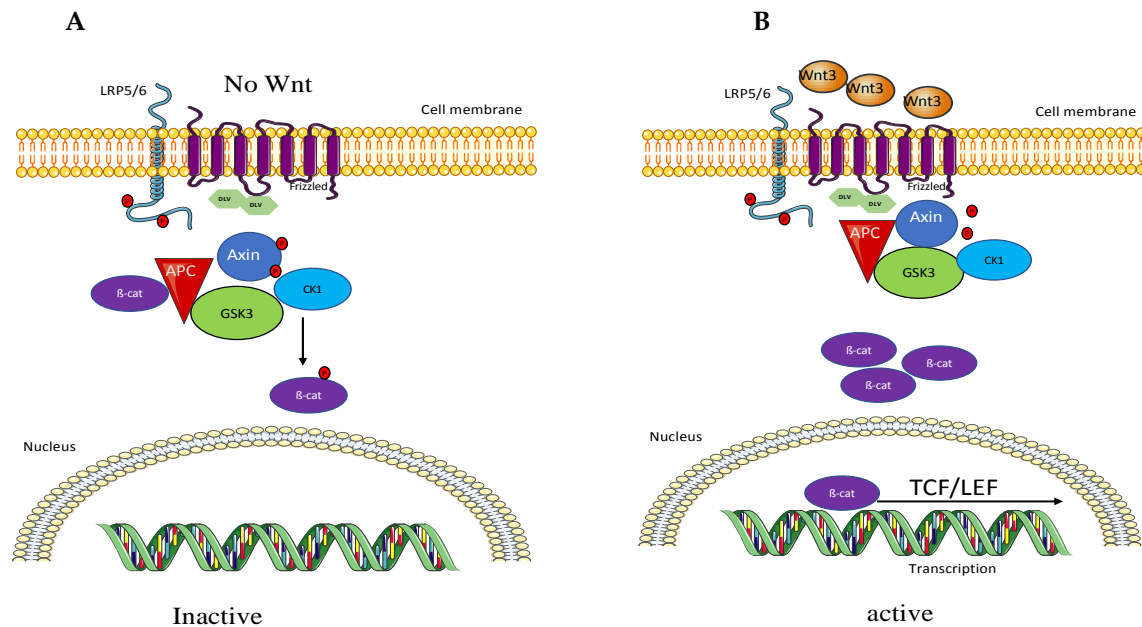 A
No Wnt
LRP5/6
Cell membrane
Frizzled
DLV
DLV
P
P
Axin
P
P
APC
ß-cat
CK1
GSK3
P
ß-cat
Nucleus
Inactive
B
Wnt3
Wnt3
Wnt3
LRP5/6
Cell membrane
Frizzled
DLV
DLV
P
P
Axin
P
P
APC
CK1
GSK3
ß-cat
ß-cat
ß-cat
Nucleus
TCF/LEF
ß-cat
Transcription
active